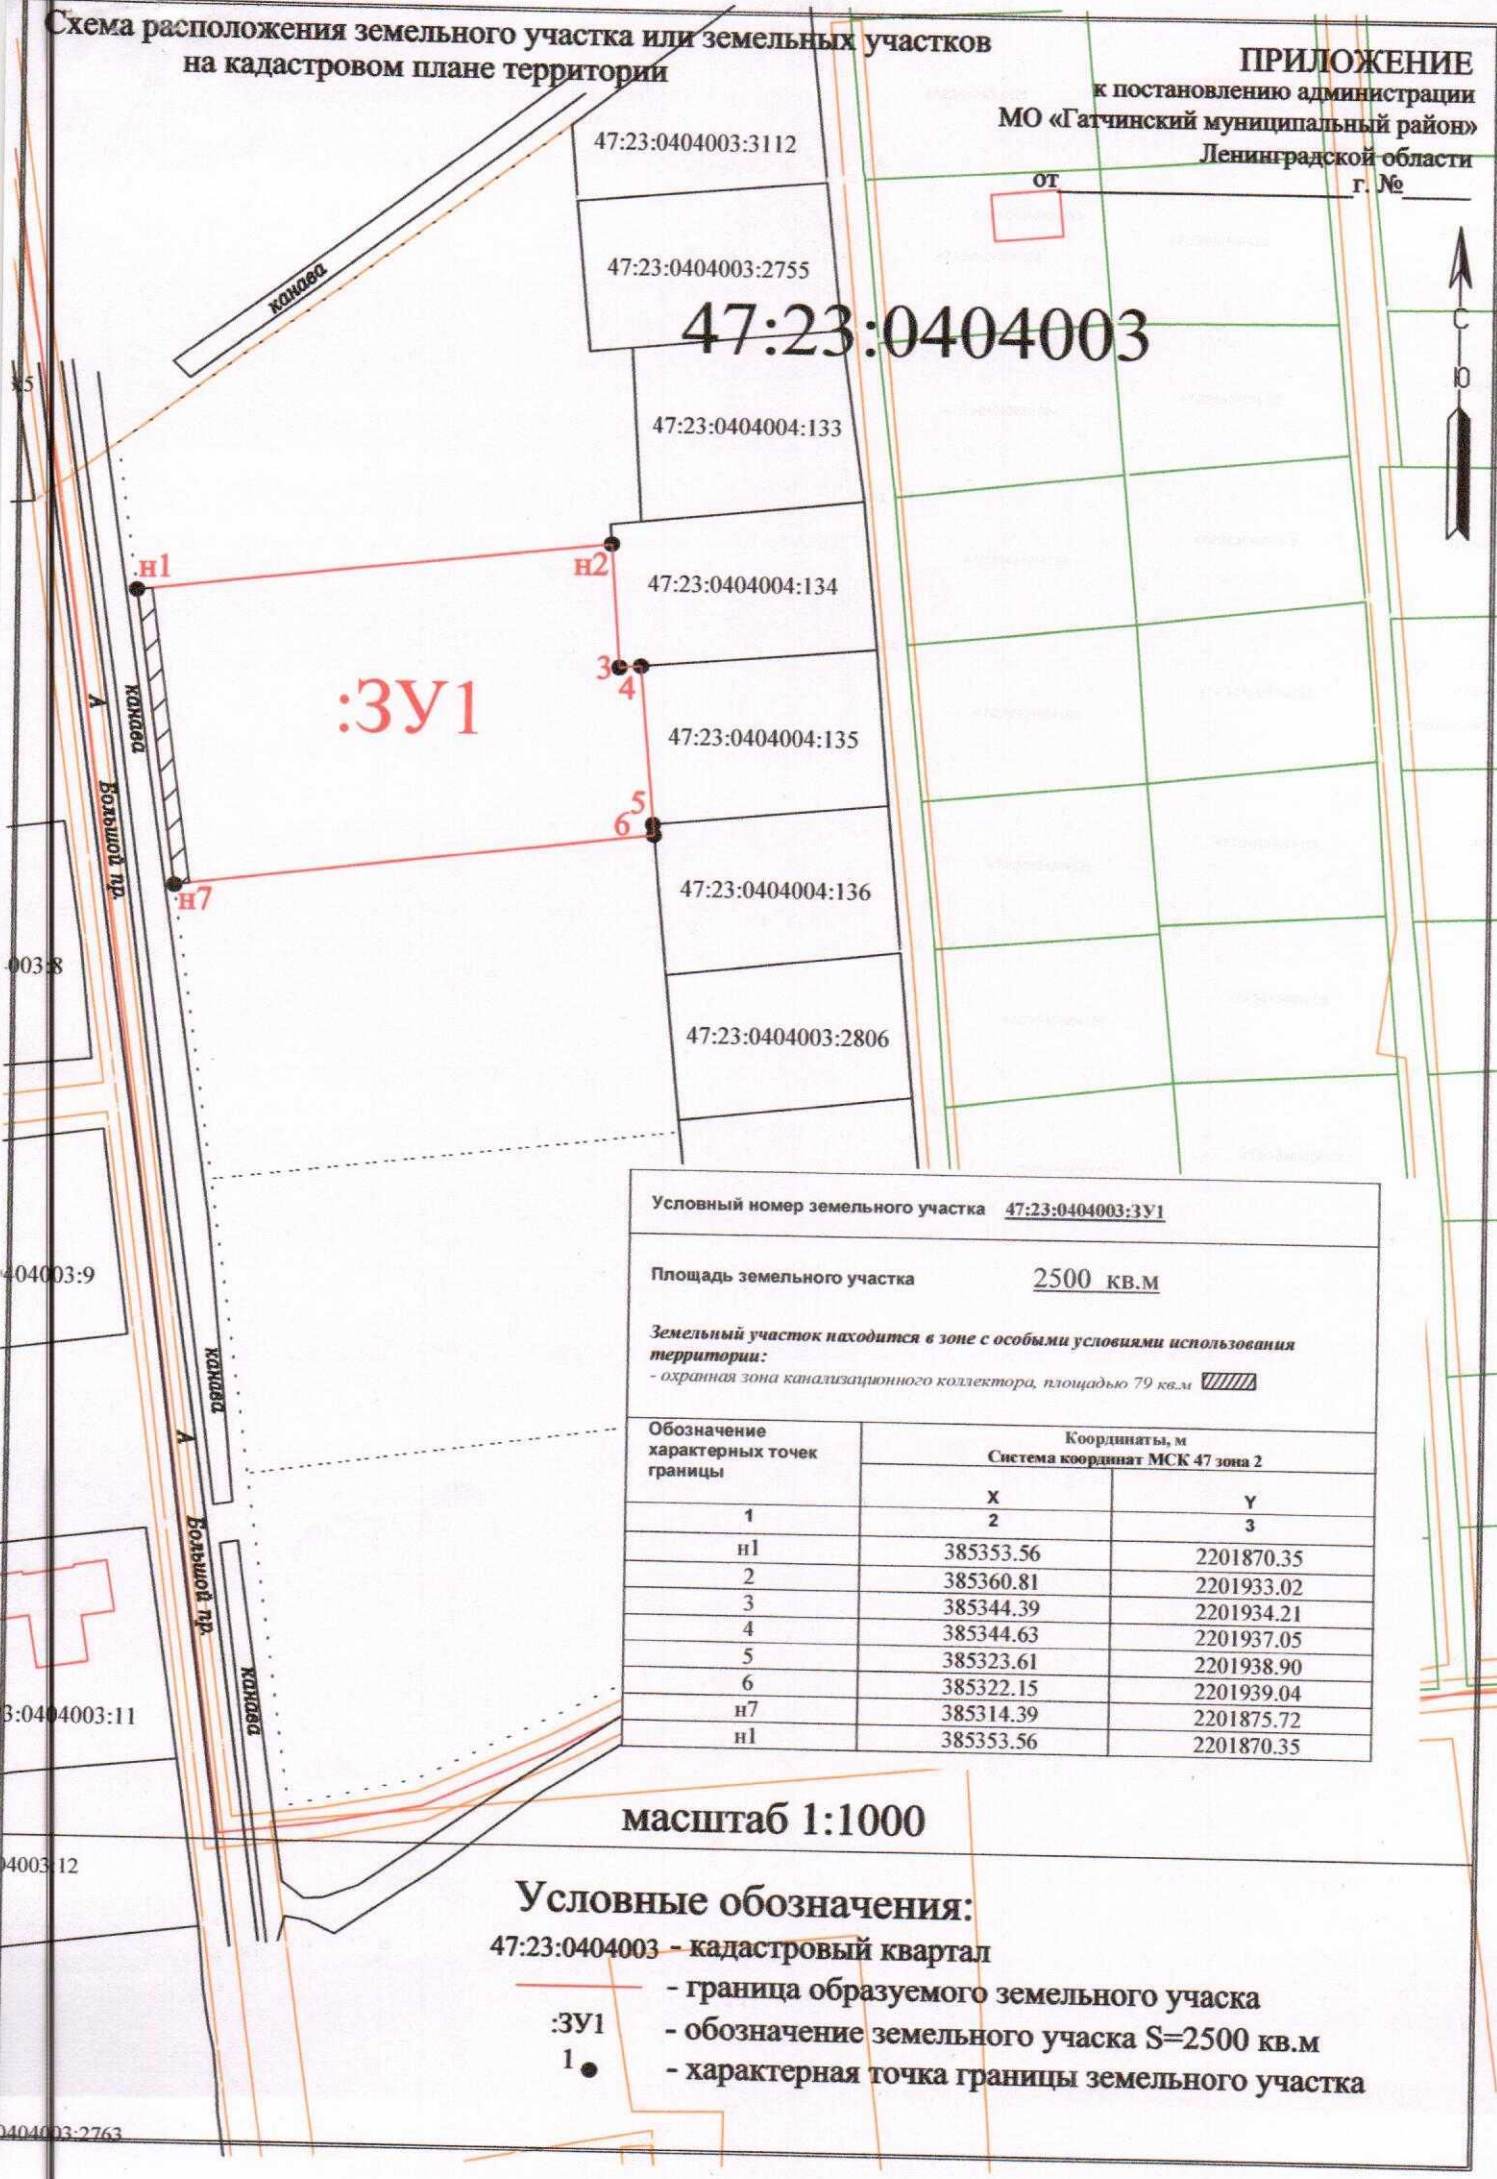 Схема расположения земельного участка или земельных участков
на кадастровом плане территории
ПРИЛОЖЕНИЕ
к постановлению администрации
МО «Гатчинский муниципальный район»
Ленинградской области
от г. №
47:23:0404003:3112
47:23:0404003:2755
47:23:0404003
канава
С
Ю
47:23:0404004:133
н1
н2
47:23:0404004:134
3
4
:ЗУ1
А
канава
47:23:0404004:135
Большой пр.
5
6
н7
47:23:0404004:136
003:8
47:23:0404003:2806
Условный номер земельного участка 47:23:0404003:ЗУ1
Площадь земельного участка 2500 кв.м
404003:9
Земельный участок находится в зоне с особыми условиями использования
территории:
- охранная зона канализационного коллектора, площадью 79 кв.м
канава
А
Обозначение
характерных точек
границы
Координаты, м
Система координат МСК 47 зона 2
X Y
1 2 3
н1 385353.56 2201870.35
2 385360.81 2201933.02
3 385344.39 2201934.21
4 385344.63 2201937.05
5 385323.61 2201938.90
6 385322.15 2201939.04
н7 385314.39 2201875.72
н1 385353.56 2201870.35
Большой пр.
канава
3:0404003:11
масштаб 1:1000
04003:12
Условные обозначения:
47:23:0404003 - кадастровый квартал
- граница образуемого земельного учаска
:ЗУ1 - обозначение земельного учаска S=2500 кв.м
1 - характерная точка границы земельного участка
0404003:2763